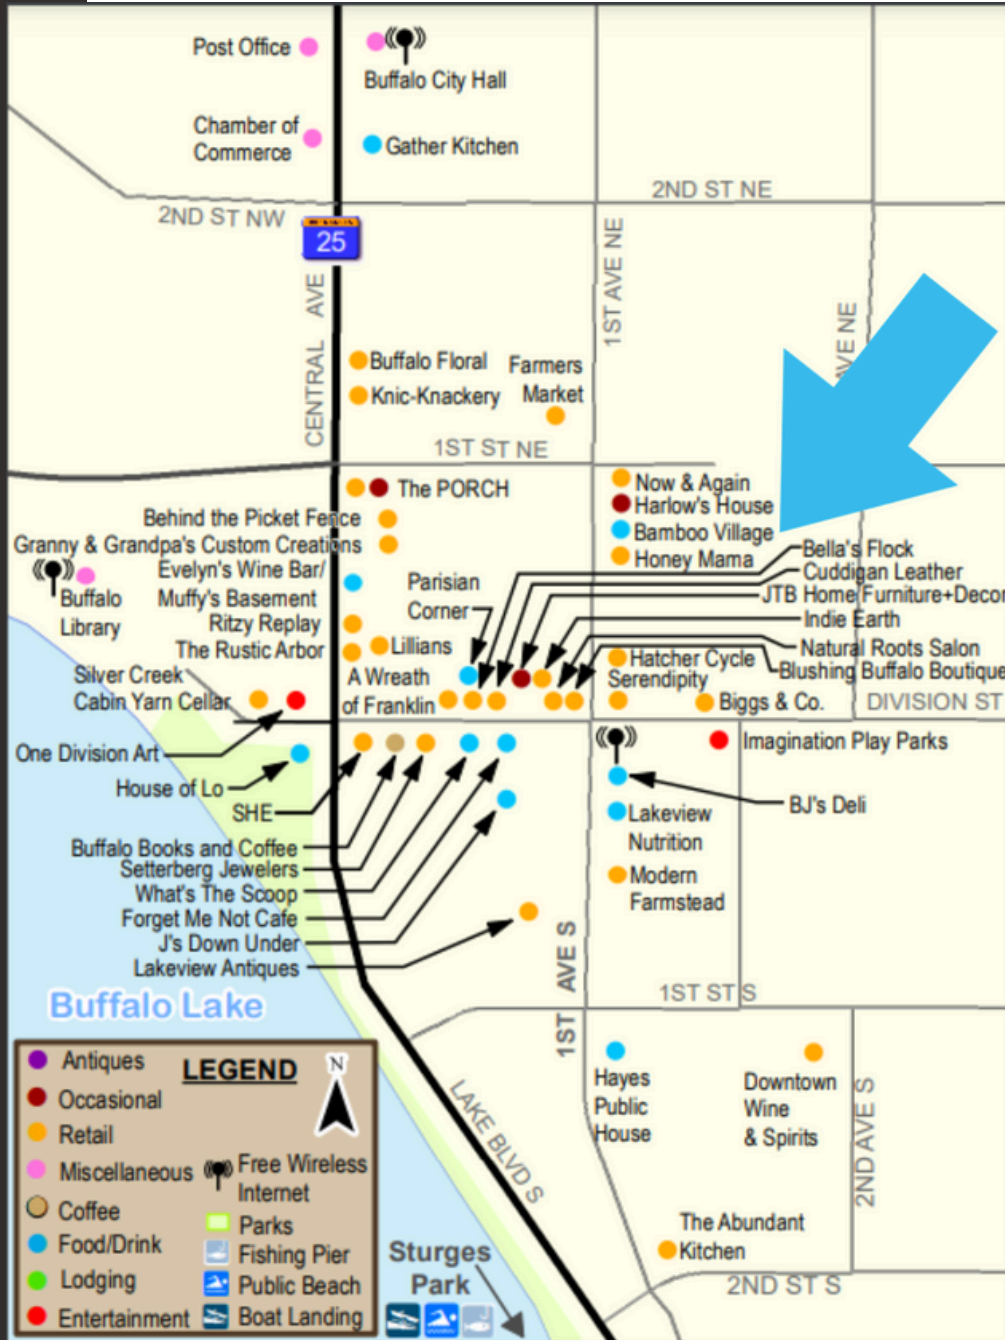 Post Office
Buffalo City Hall
Chamber of
Commerce
Gather Kitchen
2ND ST NE
2ND ST NW
25
1ST AVE NE
CENTRAL AVE
AVE NE
Buffalo Floral
Knic-Knackery
Farmers
Market
1ST ST NE
The PORCH
Now & Again
Harlow's House
Bamboo Village
Honey Mama
Behind the Picket Fence
Granny & Grandpa's Custom Creations
Evelyn's Wine Bar/
Muffy's Basement
Buffalo
Library
Ritzy Replay
The Rustic Arbor
Lillians
Parisian
Corner
Bella's Flock
Cuddigan Leather
JTB Home Furniture+Decor
Indie Earth
Natural Roots Salon
Blushing Buffalo Boutique
Hatcher Cycle
Serendipity
A Wreath
of Franklin
Silver Creek
Cabin Yarn Cellar
Biggs & Co.
DIVISION ST
One Division Art
House of Lo
SHE
Buffalo Books and Coffee
Setterberg Jewelers
What's The Scoop
Forget Me Not Cafe
J's Down Under
Lakeview Antiques
Imagination Play Parks
BJ's Deli
Lakeview
Nutrition
Modern
Farmstead
1ST AVE S
1ST ST S
Buffalo Lake
Hayes
Public
House
Downtown
Wine
& Spirits
2ND AVE S
LAKE BLVD S
The Abundant
Kitchen
2ND ST S
Sturges
Park
LEGEND
N
Antiques
Occasional
Retail
Miscellaneous
Coffee
Food/Drink
Lodging
Entertainment
Free Wireless
Internet
Parks
Fishing Pier
Public Beach
Boat Landing